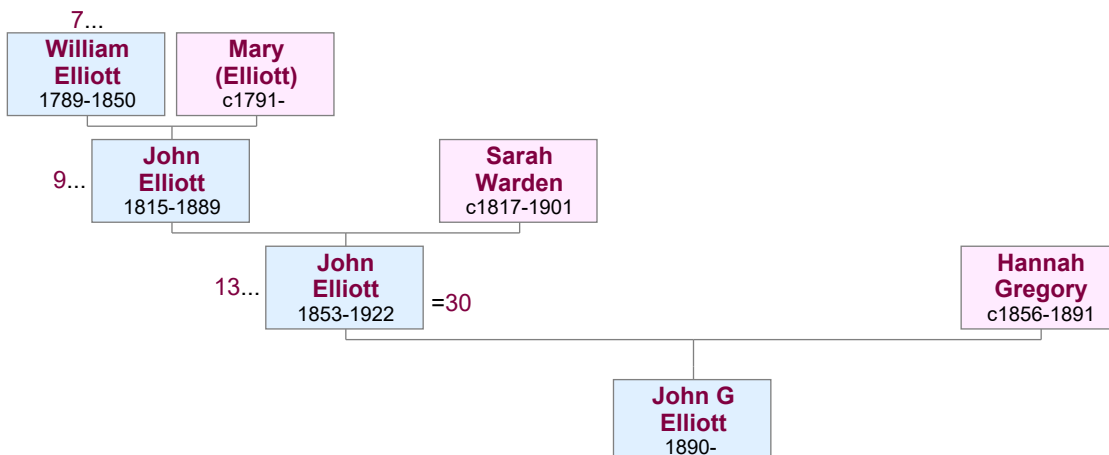 7...
William
Elliott
1789-1850
Mary
(Elliott)
c1791-
9...
John
Elliott
1815-1889
Sarah
Warden
c1817-1901
13...
John
Elliott
1853-1922
=30
Hannah
Gregory
c1856-1891
John G
Elliott
1890-